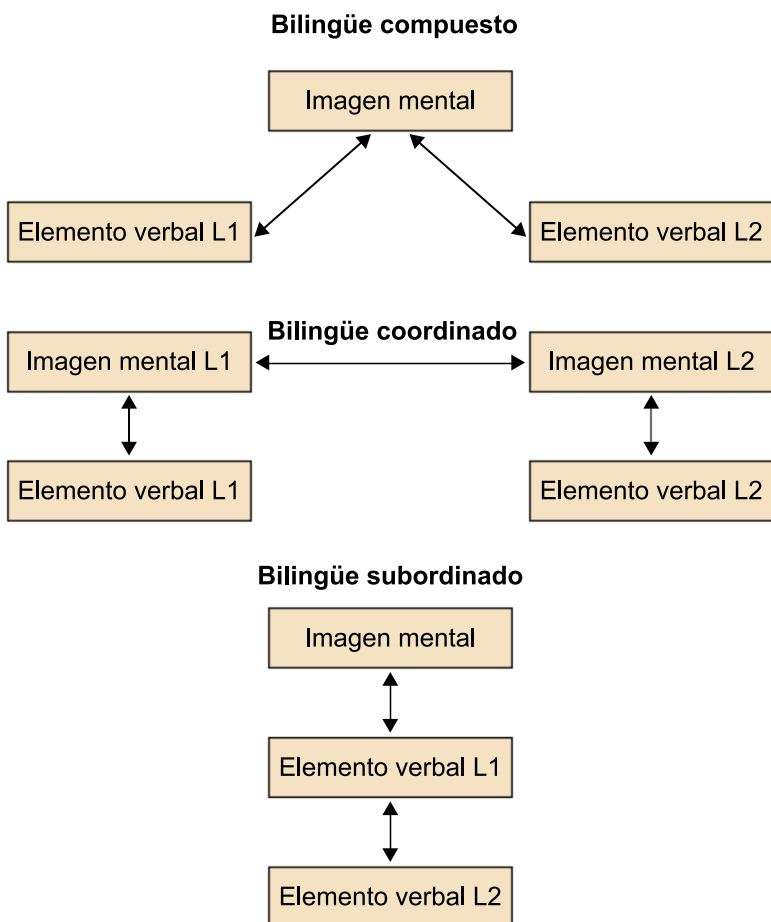 Bilingüe compuesto
Imagen mental
Elemento verbal L1
Elemento verbal L2
Bilingüe coordinado
Imagen mental L1
Imagen mental L2
Elemento verbal L1
Elemento verbal L2
Bilingüe subordinado
Imagen mental
Elemento verbal L1
Elemento verbal L2